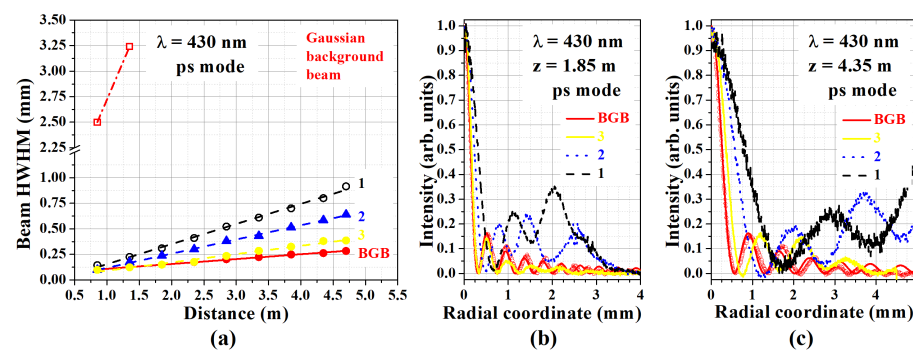 λ = 430 nm
ps mode
Gaussian
background
beam
Beam HWHM (mm)
3.50
3.25
3.00
2.75
2.50
2.25
1.00
0.75
0.50
0.25
0.00
1
2
3
BGB
0.5 1.0 1.5 2.0 2.5 3.0 3.5 4.0 4.5 5.0 5.5
Distance (m)
(a)
Intensity (arb. units)
1.0
0.9
0.8
0.7
0.6
0.5
0.4
0.3
0.2
0.1
0.0
λ = 430 nm
z = 1.85 m
ps mode
BGB
3
2
1
0 1 2 3 4
Radial coordinate (mm)
(b)
Intensity (arb. units)
1.0
0.9
0.8
0.7
0.6
0.5
0.4
0.3
0.2
0.1
0.0
λ = 430 nm
z = 4.35 m
ps mode
BGB
3
2
1
0 1 2 3 4
Radial coordinate (mm)
(c)